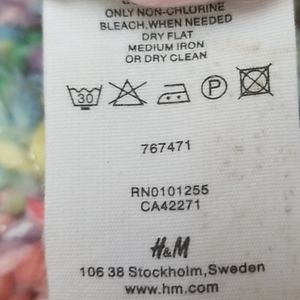 ONLY NON-CHLORINE
BLEACH,WHEN NEEDED
DRY FLAT
MEDIUM IRON
OR DRY CLEAN
30
P
767471
RN0101255
CA42271
H&M
106 38 Stockholm,Sweden
www.hm.com